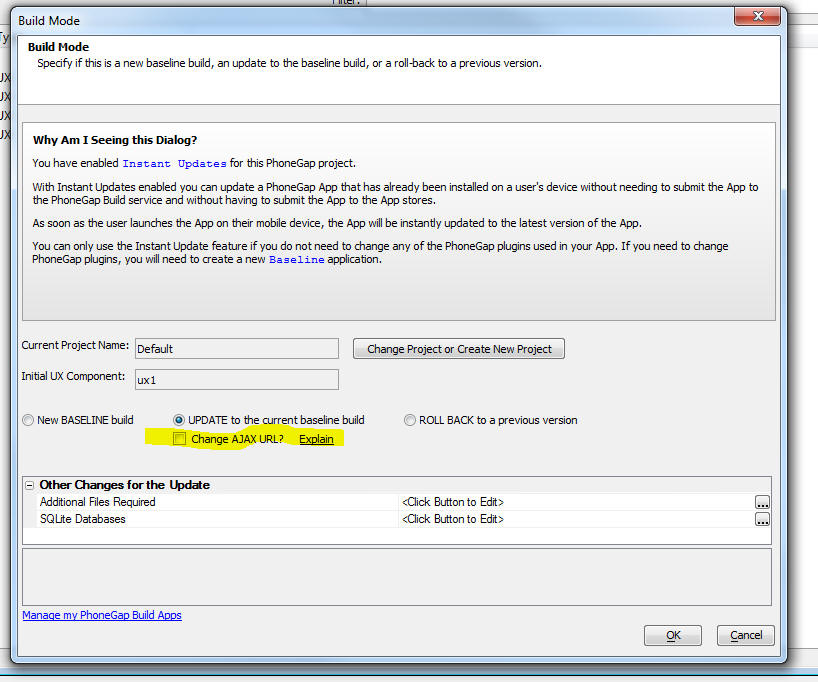 Filter:
Build Mode
Build Mode
Specify if this is a new baseline build, an update to the baseline build, or a roll-back to a previous version.
Why Am I Seeing this Dialog?
You have enabled Instant Updates for this PhoneGap project.
With Instant Updates enabled you can update a PhoneGap App that has already been installed on a user's device without needing to submit the App to
the PhoneGap Build service and without having to submit the App to the App stores.
As soon as the user launches the App on their mobile device, the App will be instantly updated to the latest version of the App.
You can only use the Instant Update feature if you do not need to change any of the PhoneGap plugins used in your App. If you need to change
PhoneGap plugins, you will need to create a new Baseline application.
Current Project Name: Default Change Project or Create New Project
Initial UX Component: ux1
New BASELINE build UPDATE to the current baseline build ROLL BACK to a previous version
Change AJAX URL? Explain
Other Changes for the Update
Additional Files Required <Click Button to Edit> ...
SQLite Databases <Click Button to Edit> ...
Manage my PhoneGap Build Apps
OK Cancel